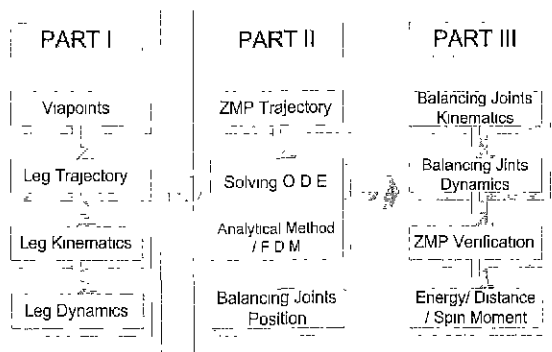 PART I
Viapoints
Leg Trajectory
Leg Kinematics
Leg Dynamics
PART II
ZMP Trajectory
Solving O D E
Analytical Method
/ F D M
Balancing Joints
Position
PART III
Balancing Joints
Kinematics
Balancing Jints
Dynamics
ZMP Verification
Energy/ Distance
/ Spin Moment